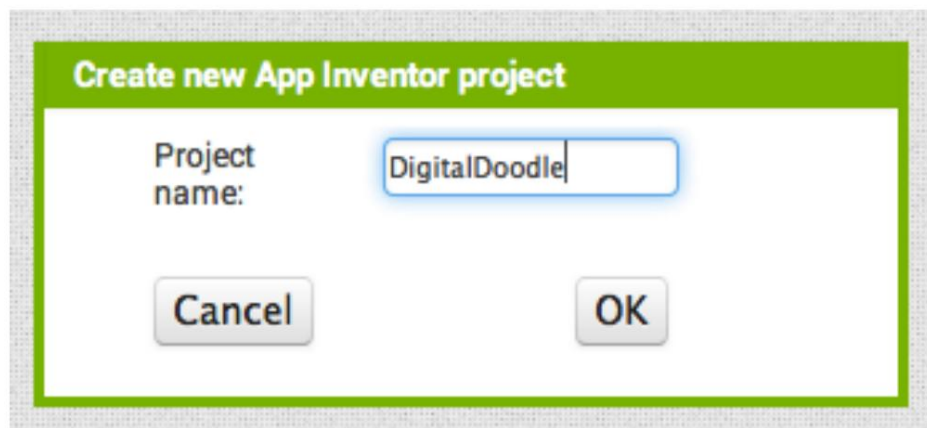 Create new App Inventor project
Project
name:
DigitalDoodle
Cancel
OK